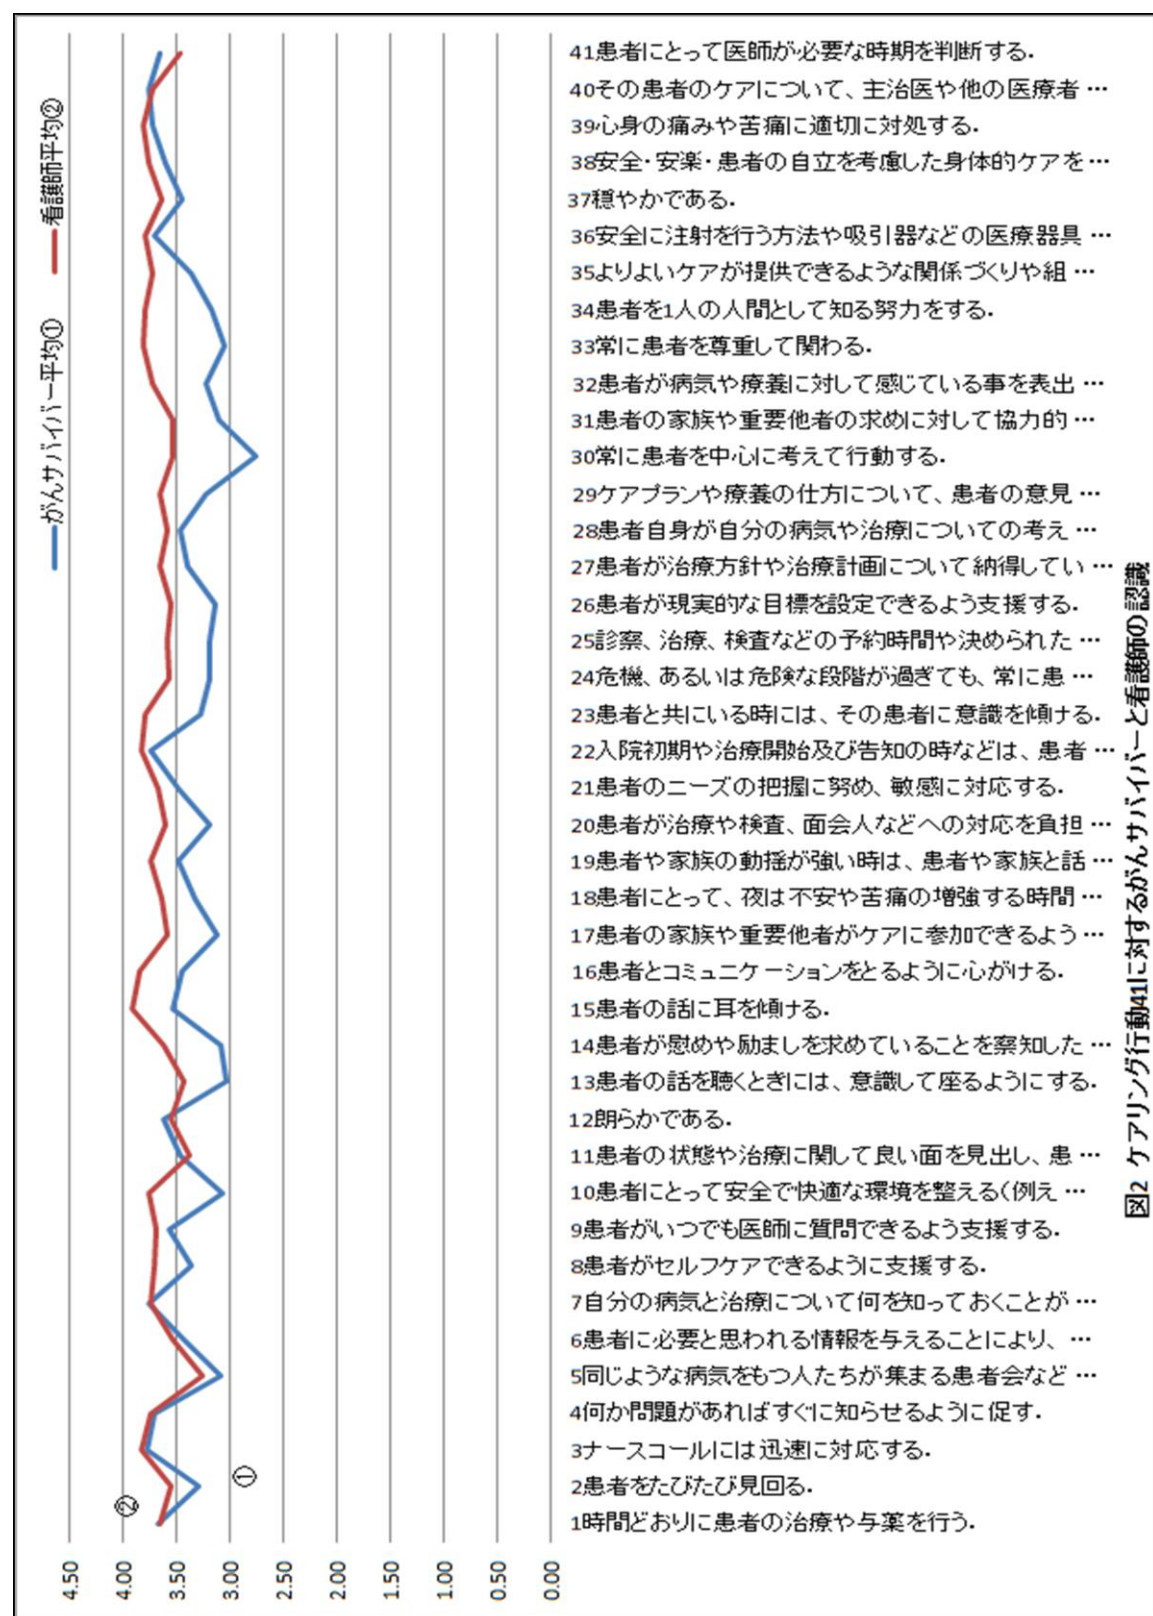 41患者にとって医師が必要な時期を判断する.
40その患者のケアについて、主治医や他の医療者 …
39心身の痛みや苦痛に適切に対処する.
38安全・安楽・患者の自立を考慮した身体的ケアを …
37穏やかである.
36安全に注射を行う方法や吸引器などの医療器具 …
35よりよいケアが提供できるような関係づくりや組 …
34患者を1人の人間として知る努力をする.
33常に患者を尊重して関わる.
32患者が病気や療養に対して感じている事を表出 …
31患者の家族や重要他者の求めに対して協力的 …
30常に患者を中心に考えて行動する.
29ケアプランや療養の仕方について、患者の意見 …
28患者自身が自分の病気や治療についての考え …
27患者が治療方針や治療計画について納得してい …
26患者が現実的な目標を設定できるよう支援する.
25診察、治療、検査などの予約時間や決められた …
24危機、あるいは危険な段階が過ぎても、常に患 …
23患者と共にいる時には、その患者に意識を傾ける.
22入院初期や治療開始及び告知の時などは、患者 …
21患者のニーズの把握に努め、敏感に対応する.
20患者が治療や検査、面会人などへの対応を負担 …
19患者や家族の動揺が強い時は、患者や家族と話 …
18患者にとって、夜は不安や苦痛の増強する時間 …
17患者の家族や重要他者がケアに参加できるよう …
16患者とコミュニケーションをとるように心がける.
15患者の話に耳を傾ける.
14患者が慰めや励ましを求めていることを察知した …
13患者の話を聴くときには、意識して座るようにする.
12朗らかである.
11患者の状態や治療に関して良い面を見出し、患 …
10患者にとって安全で快適な環境を整える(例え …
9患者がいつでも医師に質問できるよう支援する.
8患者がセルフケアできるように支援する.
7自分の病気と治療について何を知っておくことが …
6患者に必要と思われる情報を与えることにより、 …
5同じような病気をもつ人たちが集まる患者会など …
4何か問題があればすぐに知らせるように促す.
3ナースコールには迅速に対応する.
2患者をたびたび見回る.
1時間どおりに患者の治療や与薬を行う.
がんサバイバー平均①
看護師平均②
①
②
4.50
4.00
3.50
3.00
2.50
2.00
1.50
1.00
0.50
0.00
図2 ケアリング行動41に対するがんサバイバーと看護師の認識